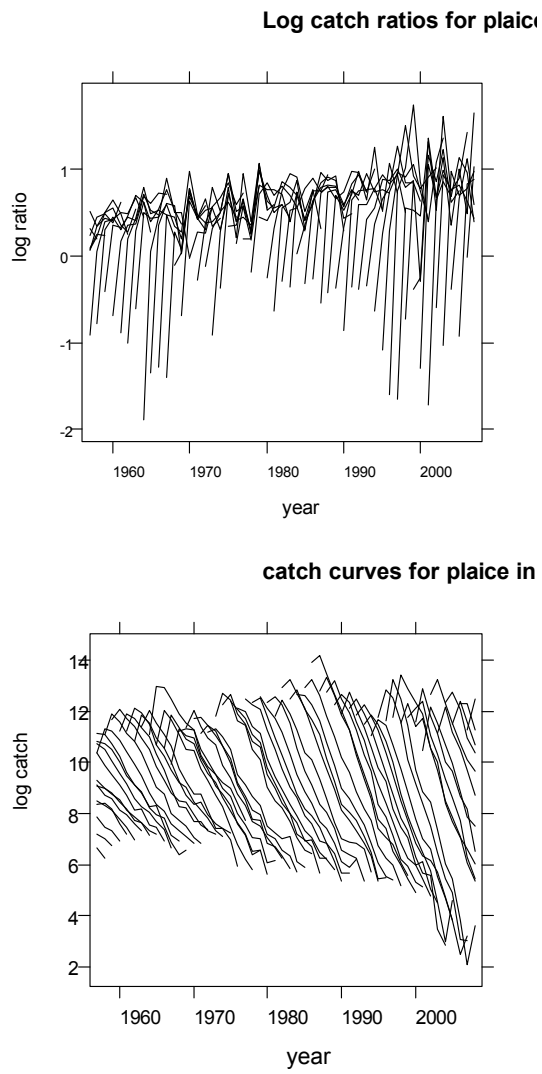 Log catch ratios for plaice
1
0
-1
-2
log ratio
1960 1970 1980 1990 2000
year
catch curves for plaice in
14
12
10
8
6
4
2
log catch
1960 1970 1980 1990 2000
year